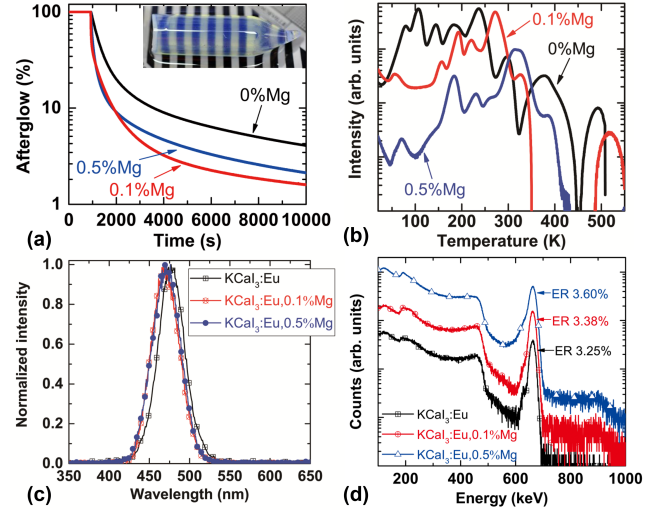 100
10
1
Afterglow (%)
0%Mg
0.5%Mg
0.1%Mg
0 2000 4000 6000 8000 10000
(a) Time (s)
Intensity (arb. units)
0.1%Mg
0%Mg
0.5%Mg
100 200 300 400 500
(b) Temperature (K)
1.0
0.8
0.6
0.4
0.2
0.0
Normalized intensity
KCaI₃:Eu
KCaI₃:Eu,0.1%Mg
KCaI₃:Eu,0.5%Mg
350 400 450 500 550 600 650
(c) Wavelength (nm)
Counts (arb. units)
ER 3.60%
ER 3.38%
ER 3.25%
KCaI₃:Eu
KCaI₃:Eu,0.1%Mg
KCaI₃:Eu,0.5%Mg
200 400 600 800 1000
(d) Energy (keV)